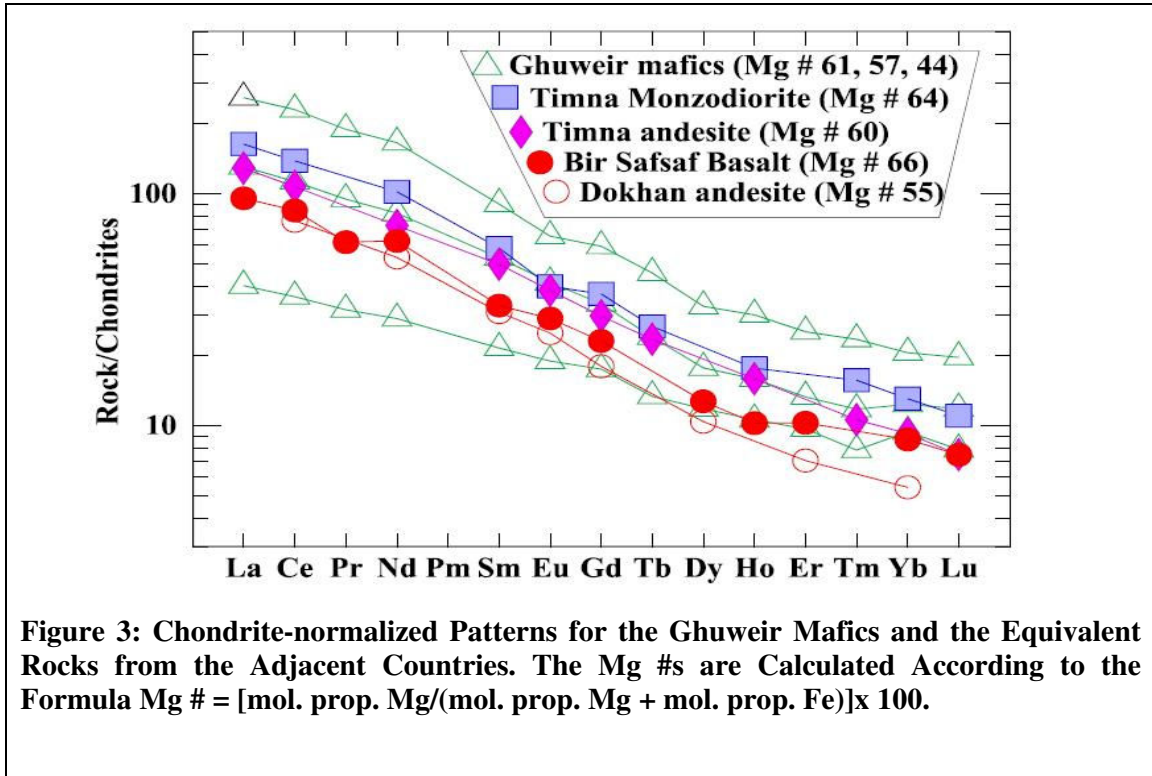 Ghuweir mafics (Mg # 61, 57, 44)
Timna Monzodiorite (Mg # 64)
Timna andesite (Mg # 60)
Bir Safsaf Basalt (Mg # 66)
Dokhan andesite (Mg # 55)
100
10
Rock/Chondrites
La Ce Pr Nd Pm Sm Eu Gd Tb Dy Ho Er Tm Yb Lu
Figure 3: Chondrite-normalized Patterns for the Ghuweir Mafics and the Equivalent
Rocks from the Adjacent Countries. The Mg #s are Calculated According to the
Formula Mg # = [mol. prop. Mg/(mol. prop. Mg + mol. prop. Fe)]x 100.